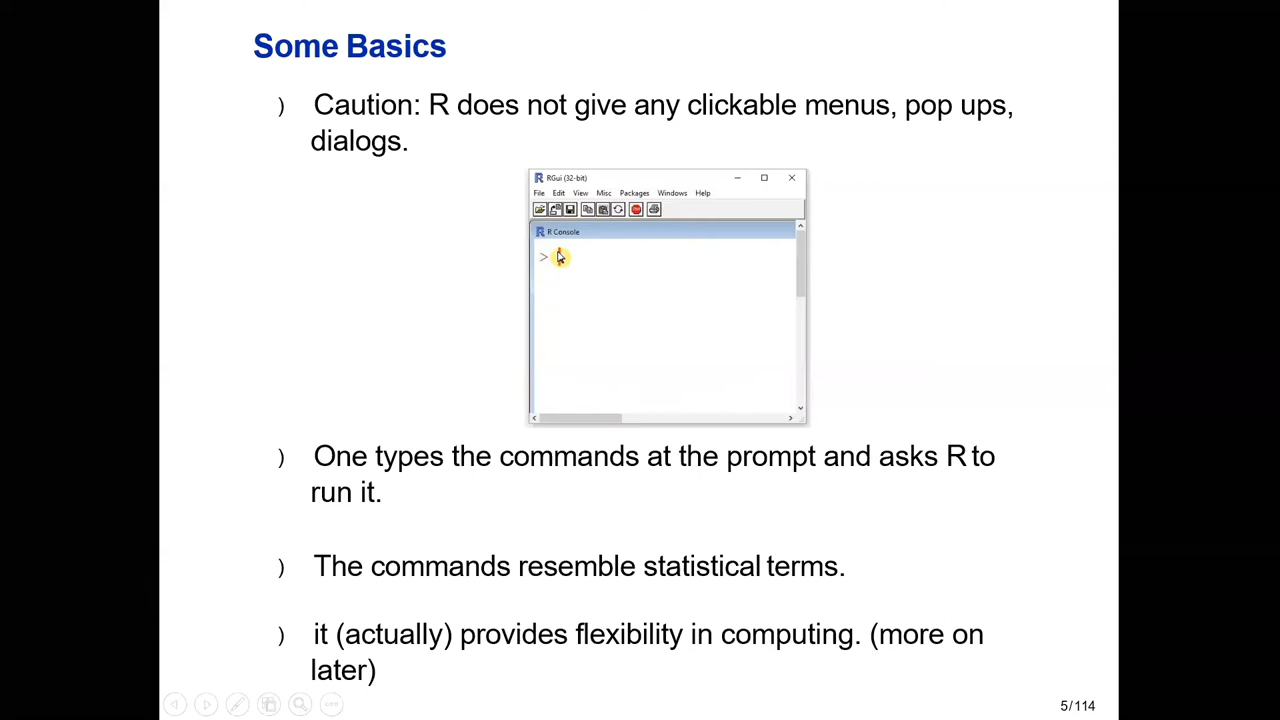 Some Basics
) Caution: R does not give any clickable menus, pop ups,
dialogs.
R RGui (32-bit)
File Edit View Misc Packages Windows Help
STOP
R R Console
>
) One types the commands at the prompt and asks R to
run it.
) The commands resemble statistical terms.
) it (actually) provides flexibility in computing. (more on
later)
5/114